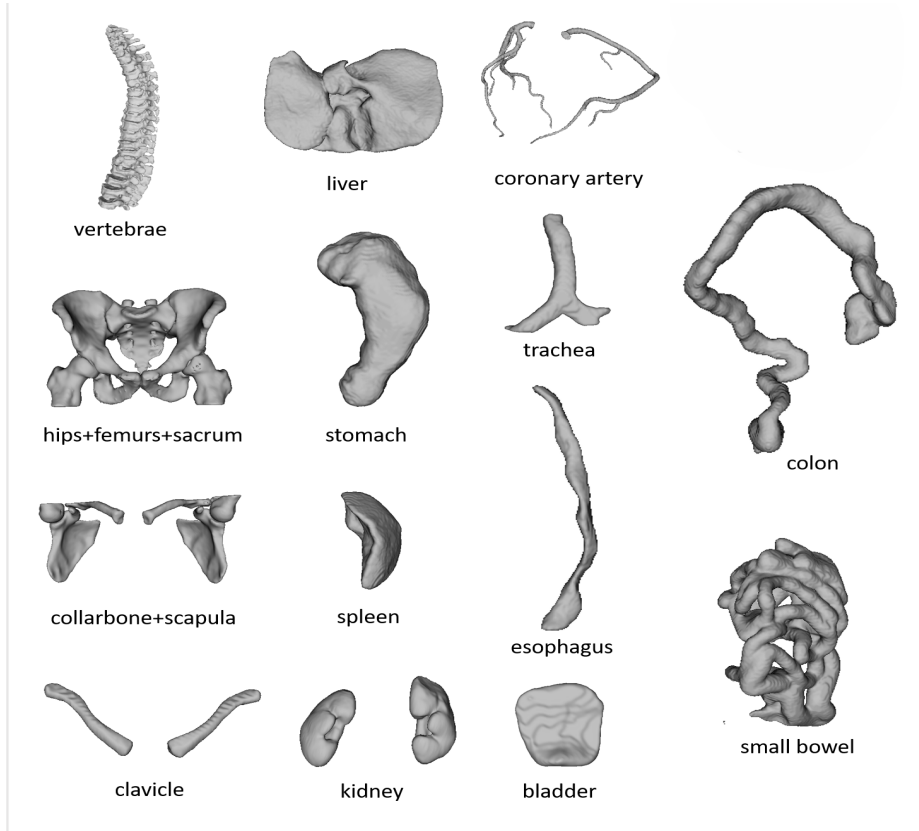 vertebrae
liver
coronary artery
hips+femurs+sacrum
stomach
trachea
colon
collarbone+scapula
spleen
esophagus
small bowel
clavicle
kidney
bladder